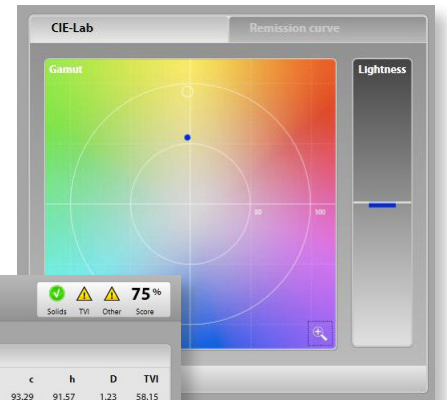 CIE-Lab Remission curve
Gamut Lightness
80 100
75 %
Solids TVI Other Score
c h D TVI
93.29 91.57 1.23 58.15